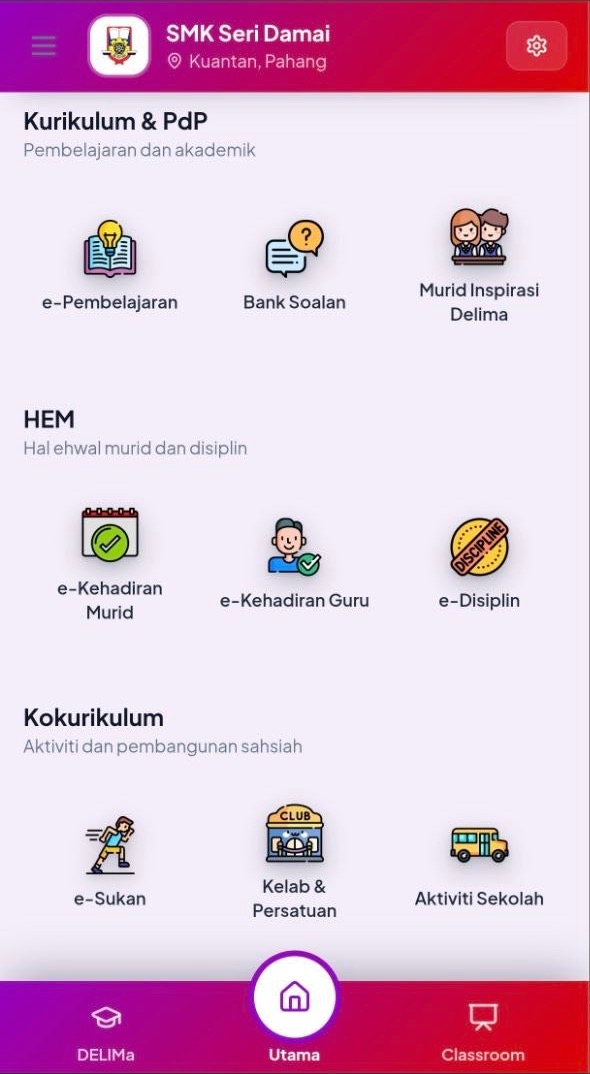 SMK Seri Damai
Kuantan, Pahang
Kurikulum & PdP
Pembelajaran dan akademik
?
e-Pembelajaran
Bank Soalan
Murid Inspirasi
Delima
HEM
Hal ehwal murid dan disiplin
DISCIPLINE
e-Kehadiran
Murid
e-Kehadiran Guru
e-Disiplin
Kokurikulum
Aktiviti dan pembangunan sahsiah
CLUB
e-Sukan
Kelab &
Persatuan
Aktiviti Sekolah
DELIMa
Utama
Classroom